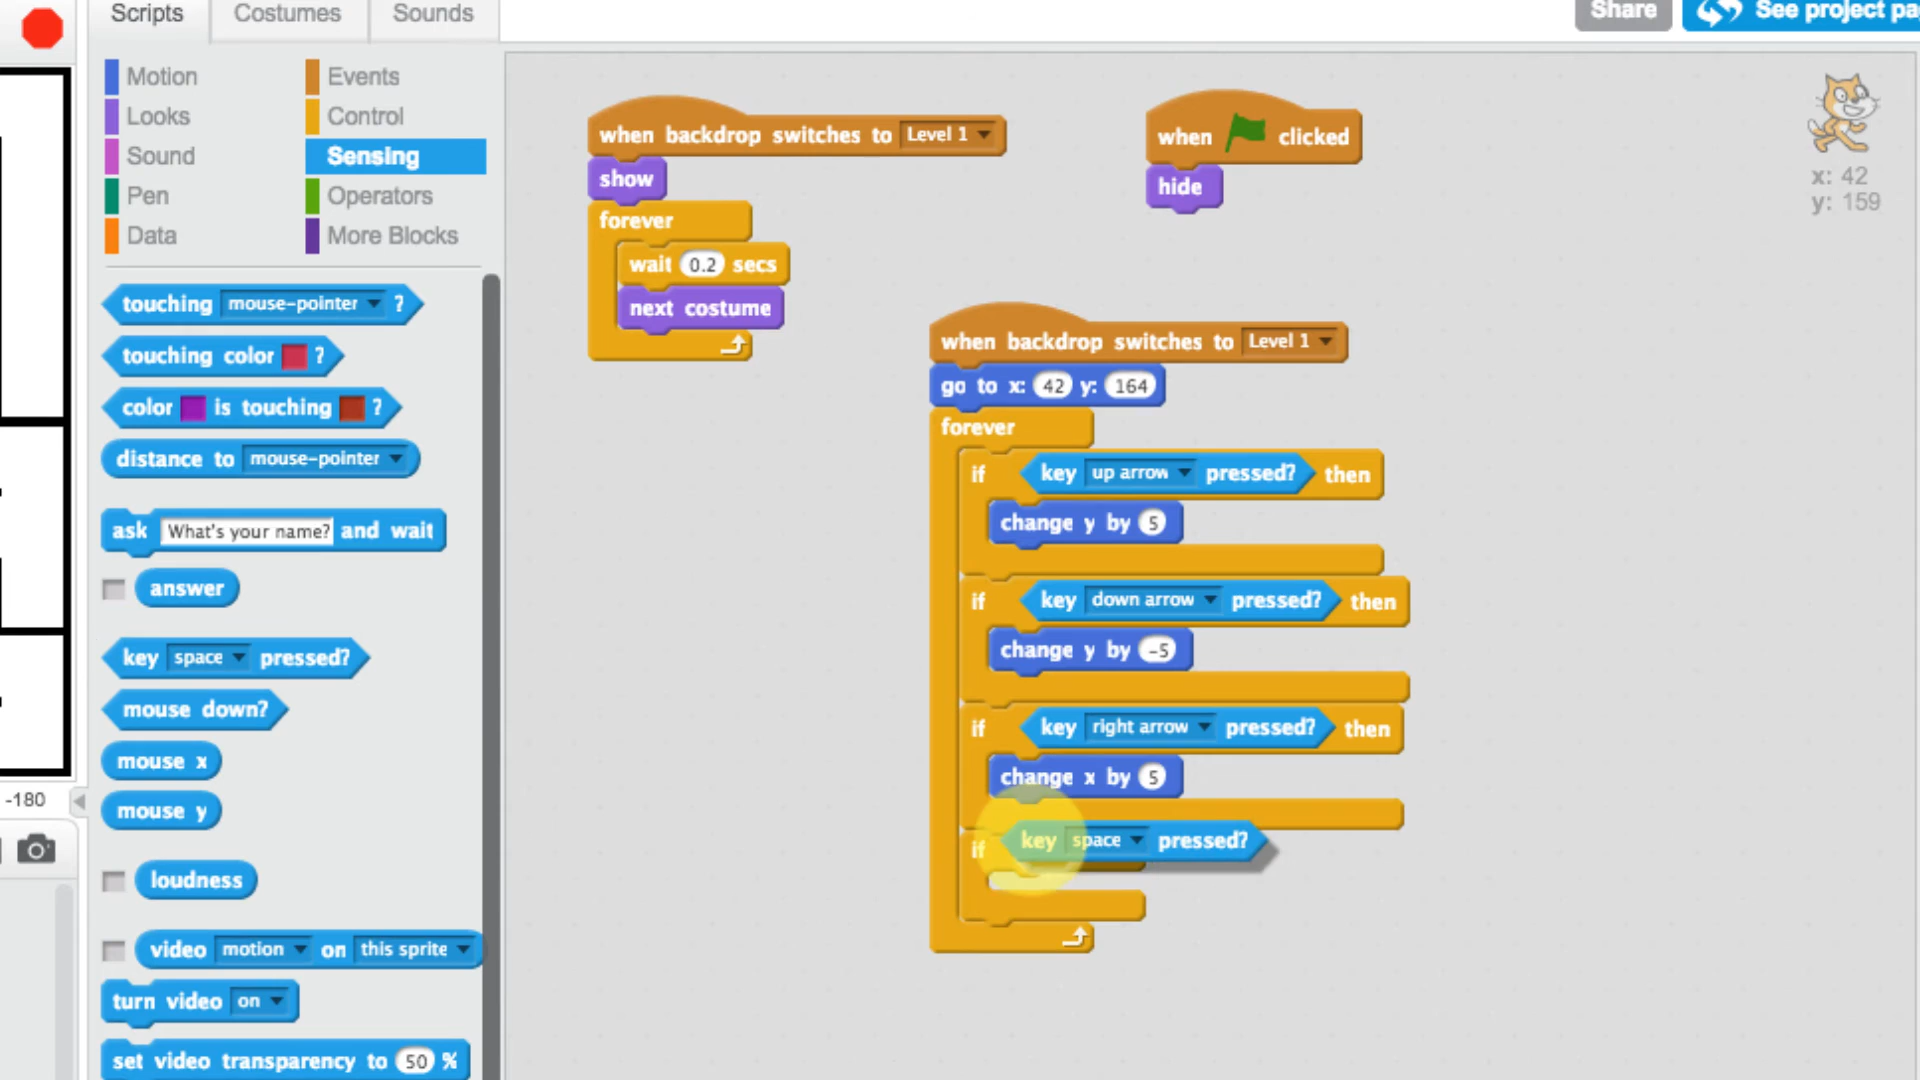 Scripts
Costumes
Sounds
Share
See project pa
Motion
Looks
Sound
Pen
Data
Events
Control
Sensing
Operators
More Blocks
touching mouse-pointer ?
touching color ?
color is touching ?
distance to mouse-pointer
ask What's your name? and wait
answer
key space pressed?
mouse down?
mouse x
mouse y
loudness
video motion on this sprite
turn video on
set video transparency to 50 %
-180
when backdrop switches to Level 1
show
forever
wait 0.2 secs
next costume
when clicked
hide
x: 42
y: 159
when backdrop switches to Level 1
go to x: 42 y: 164
forever
if key up arrow pressed? then
change y by 5
if key down arrow pressed? then
change y by -5
if key right arrow pressed? then
change x by 5
if key space pressed?